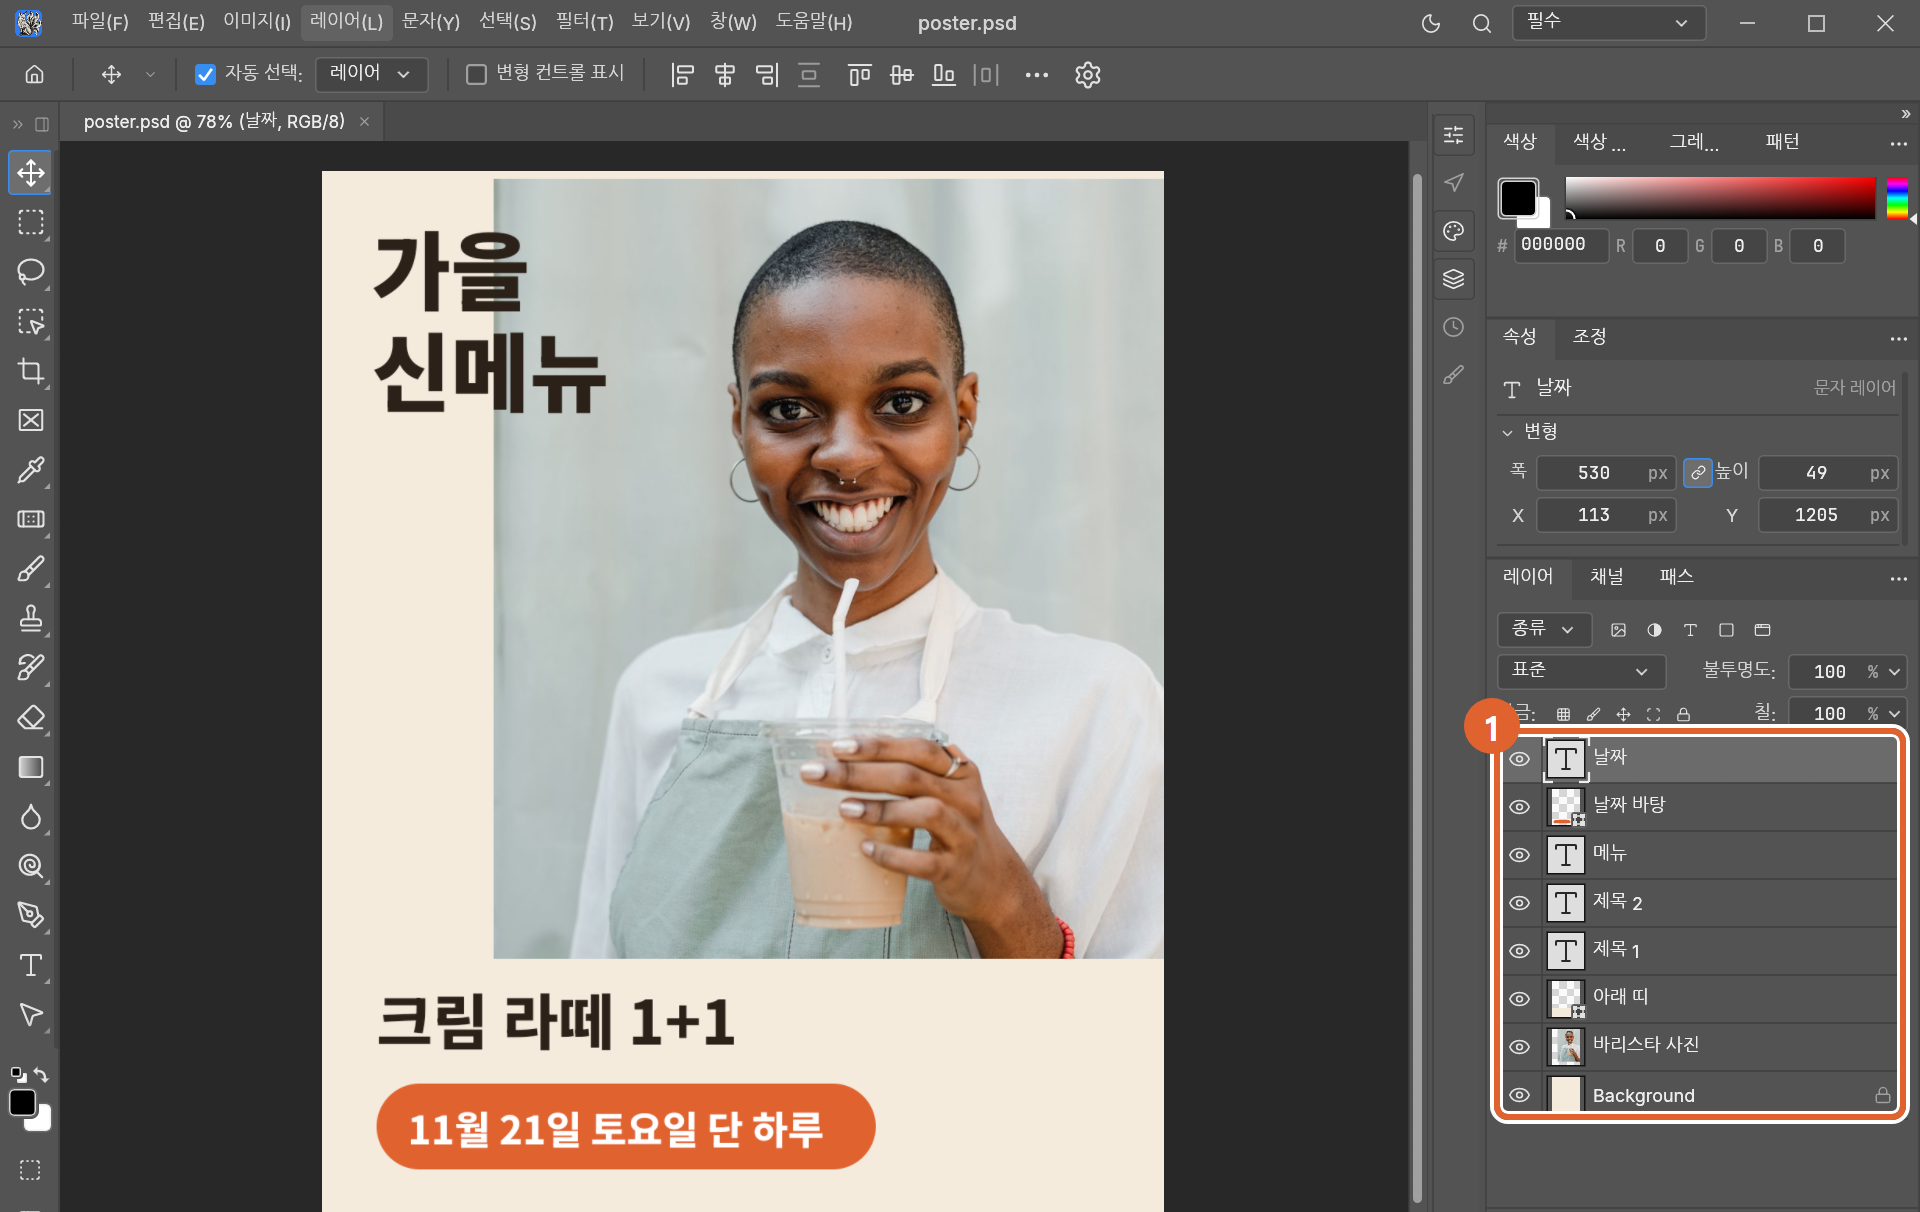 파일(F) 편집(E) 이미지(I) 레이어(L) 문자(Y) 선택(S) 필터(T) 보기(V) 창(W) 도움말(H) poster.psd 필수
자동 선택: 레이어 변형 컨트롤 표시
poster.psd @ 78% (날짜, RGB/8)
색상 색상 ... 그레... 패턴
# 000000 R 0 G 0 B 0
속성 조정
날짜 문자 레이어
변형
폭 530 px 높이 49 px
X 113 px Y 1205 px
레이어 채널 패스
종류
표준 불투명도: 100 %
금: 칠: 100 %
1
날짜
날짜 바탕
메뉴
제목 2
제목 1
아래 띠
바리스타 사진
Background
가을
신메뉴
크림 라떼 1+1
11월 21일 토요일 단 하루